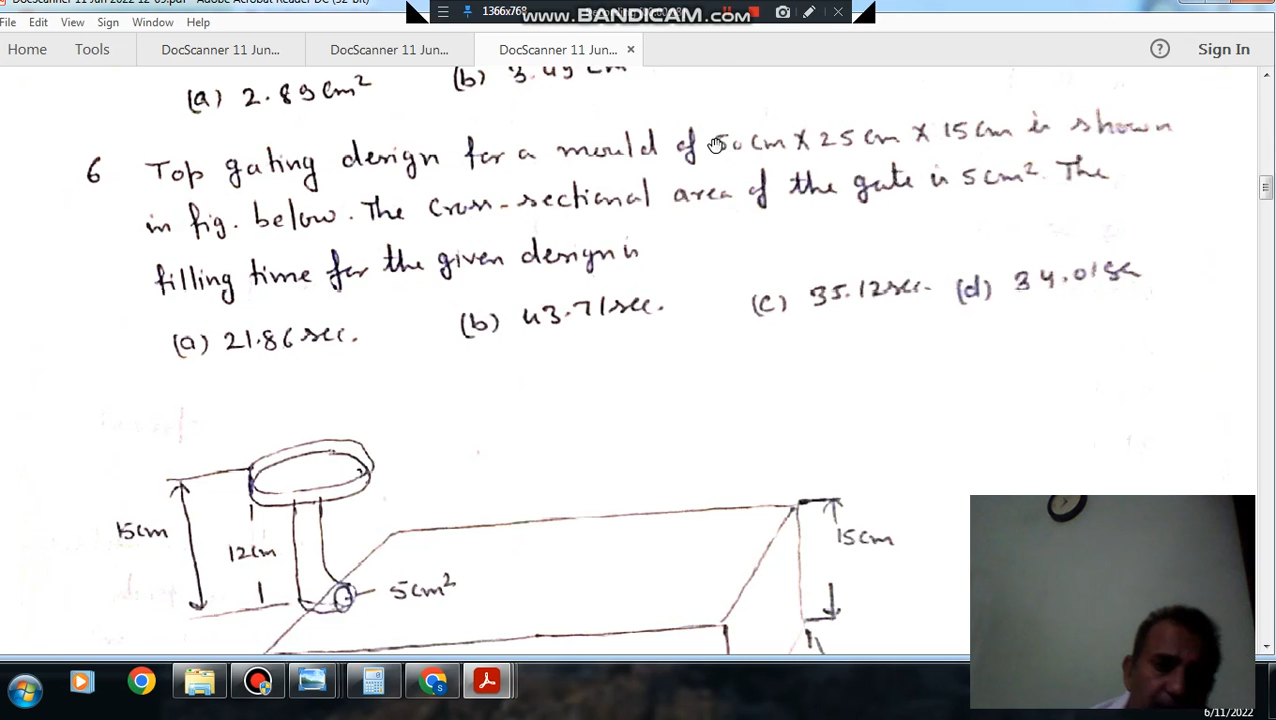 1366x768
WWW.BANDICAM.COM
File Edit View Sign Window Help
Home Tools DocScanner 11 Jun... DocScanner 11 Jun... DocScanner 11 Jun... × ? Sign In
(a) 2.89 cm² (b) 3.49 cm
6 Top gating design for a mould of 50 cm X 25 cm X 15 cm is shown
in fig. below. The cross-sectional area of the gate is 5 cm². The
filling time for the given design is
(a) 21.86 sec. (b) 43.71 sec. (c) 35.12 sec. (d) 34.01 sec
15cm
12cm
5cm²
15cm
6/11/2022